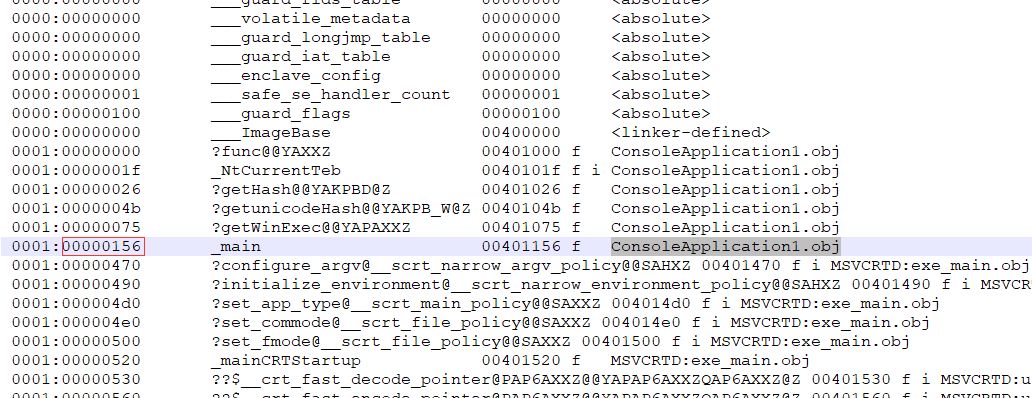 0000:00000000 ___guard_fids_table 00000000 <absolute>
0000:00000000 ___volatile_metadata 00000000 <absolute>
0000:00000000 ___guard_longjmp_table 00000000 <absolute>
0000:00000000 ___guard_iat_table 00000000 <absolute>
0000:00000000 ___enclave_config 00000000 <absolute>
0000:00000001 ___safe_se_handler_count 00000001 <absolute>
0000:00000100 ___guard_flags 00000100 <absolute>
0000:00000000 ___ImageBase 00400000 <linker-defined>
0001:00000000 ?func@@YAXXZ 00401000 f ConsoleApplication1.obj
0001:0000001f _NtCurrentTeb 0040101f f i ConsoleApplication1.obj
0001:00000026 ?getHash@@YAKPBD@Z 00401026 f ConsoleApplication1.obj
0001:0000004b ?getunicodeHash@@YAKPB_W@Z 0040104b f ConsoleApplication1.obj
0001:00000075 ?getWinExec@@YAPAXXZ 00401075 f ConsoleApplication1.obj
0001:00000156 _main 00401156 f ConsoleApplication1.obj
0001:00000470 ?configure_argv@__scrt_narrow_argv_policy@@SAHXZ 00401470 f i MSVCRTD:exe_main.obj
0001:00000490 ?initialize_environment@__scrt_narrow_environment_policy@@SAHXZ 00401490 f i MSVCR
0001:000004d0 ?set_app_type@__scrt_main_policy@@SAXXZ 004014d0 f i MSVCRTD:exe_main.obj
0001:000004e0 ?set_commode@__scrt_file_policy@@SAXXZ 004014e0 f i MSVCRTD:exe_main.obj
0001:00000500 ?set_fmode@__scrt_file_policy@@SAXXZ 00401500 f i MSVCRTD:exe_main.obj
0001:00000520 _mainCRTStartup 00401520 f MSVCRTD:exe_main.obj
0001:00000530 ??$__crt_fast_decode_pointer@PAP6AXXZ@@YAPAP6AXXZQAP6AXXZ@Z 00401530 f i MSVCRTD:u